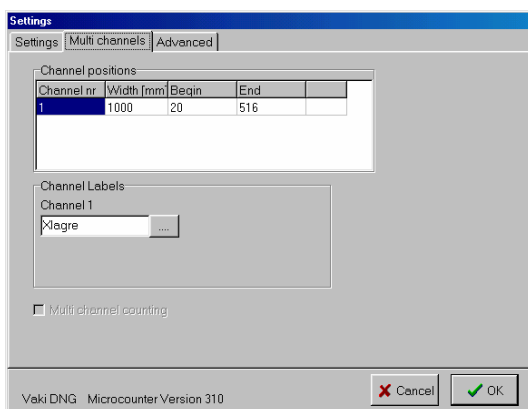 Settings
Settings Multi channels Advanced
Channel positions
Channel nr Width [mm] Begin End
1 1000 20 516
Channel Labels
Channel 1
Xlagre ....
Multi channel counting
Vaki DNG Microcounter Version 310 Cancel OK